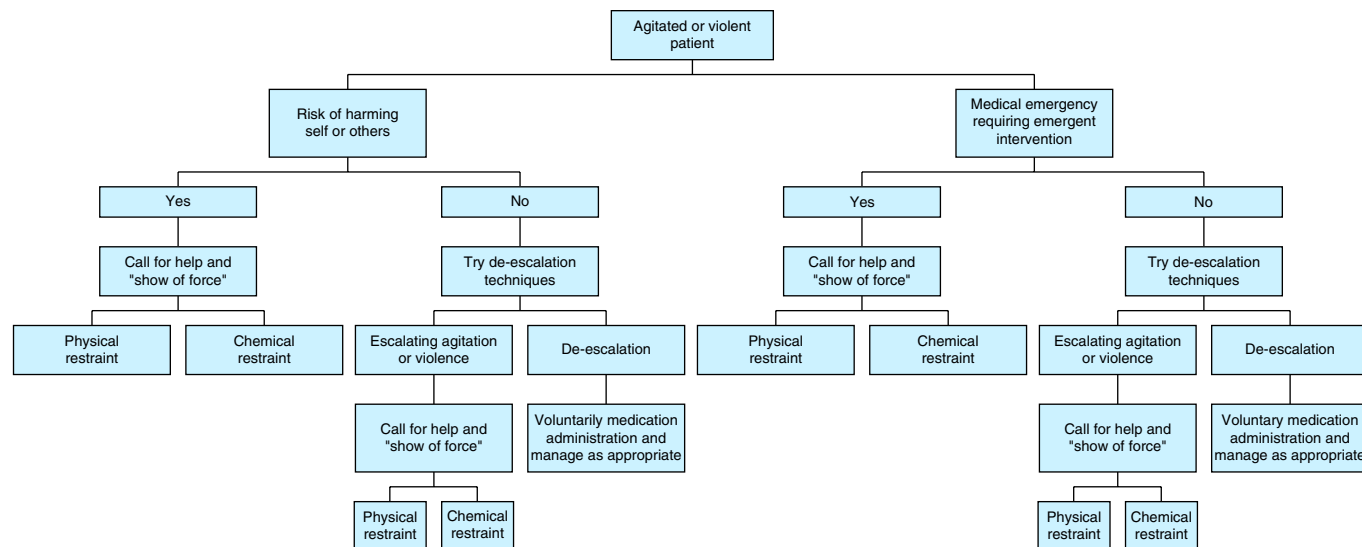 Agitated or violent
patient
Risk of harming
self or others
Medical emergency
requiring emergent
intervention
Yes
No
Yes
No
Call for help and
"show of force"
Try de-escalation
techniques
Call for help and
"show of force"
Try de-escalation
techniques
Physical
restraint
Chemical
restraint
Escalating agitation
or violence
De-escalation
Physical
restraint
Chemical
restraint
Escalating agitation
or violence
De-escalation
Call for help and
"show of force"
Voluntarily medication
administration and
manage as appropriate
Call for help and
"show of force"
Voluntary medication
administration and
manage as appropriate
Physical
restraint
Chemical
restraint
Physical
restraint
Chemical
restraint